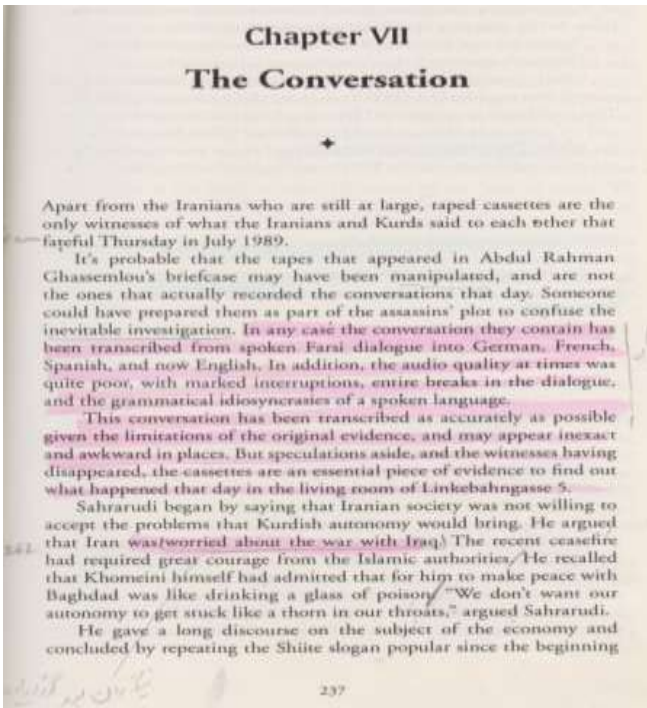 Chapter VII
The Conversation
Apart from the Iranians who are still at large, taped cassettes are the
only witnesses of what the Iranians and Kurds said to each other that
fateful Thursday in July 1989.
It's probable that the tapes that appeared in Abdul Rahman
Ghassemlou's briefcase may have been manipulated, and are not
the ones that actually recorded the conversations that day. Someone
could have prepared them as part of the assassins' plot to confuse the
inevitable investigation. In any case the conversation they contain has
been transcribed from spoken Farsi dialogue into German, French,
Spanish, and now English. In addition, the audio quality at times was
quite poor, with marked interruptions, entire breaks in the dialogue,
and the grammatical idiosyncrasies of a spoken language.
This conversation has been transcribed as accurately as possible
given the limitations of the original evidence, and may appear inexact
and awkward in places. But speculations aside, and the witnesses having
disappeared, the cassettes are an essential piece of evidence to find out
what happened that day in the living room of Linkebahngasse 5.
Sahrarudi began by saying that Iranian society was not willing to
accept the problems that Kurdish autonomy would bring. He argued
that Iran was worried about the war with Iraq. The recent ceasefire
had required great courage from the Islamic authorities. He recalled
that Khomeini himself had admitted that for him to make peace with
Baghdad was like drinking a glass of poison. "We don't want our
autonomy to get stuck like a thorn in our throats," argued Sahrarudi.
He gave a long discourse on the subject of the economy and
concluded by repeating the Shiite slogan popular since the beginning
237